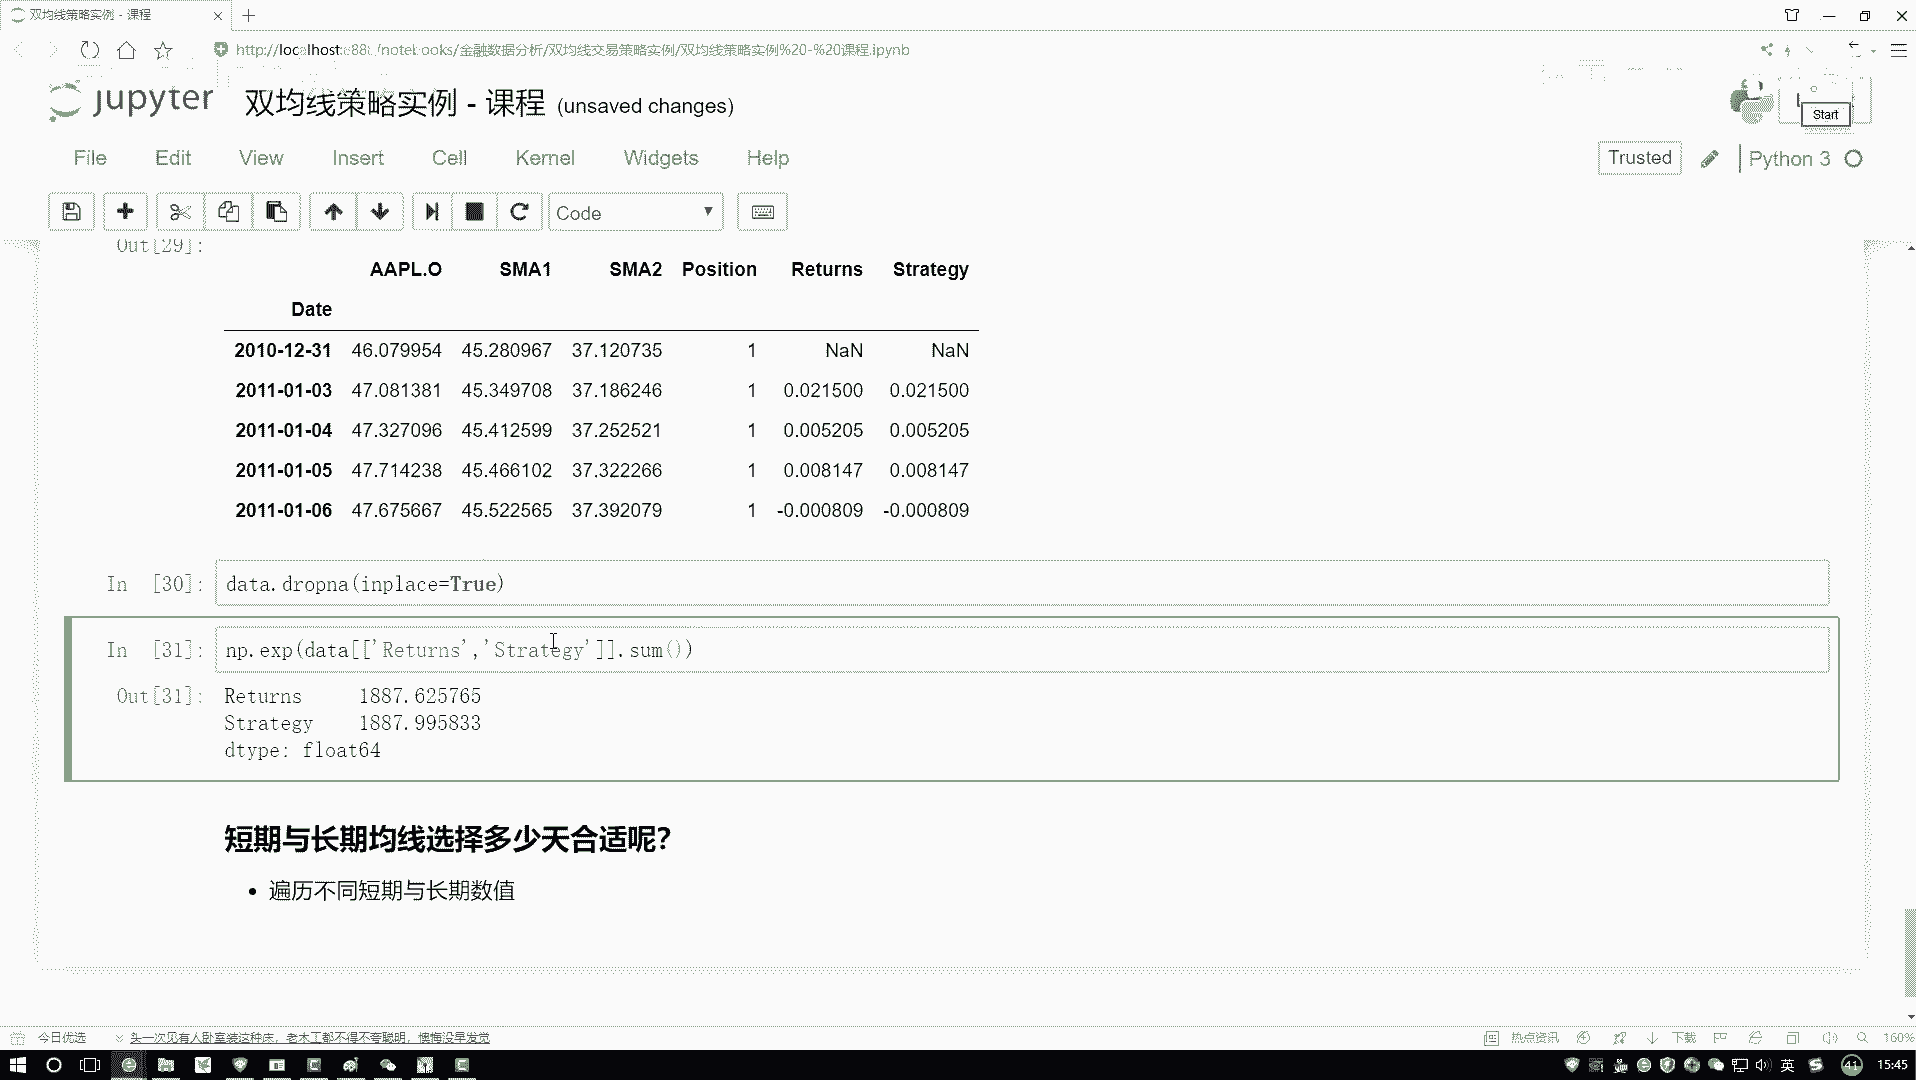 双均线策略实例 - 课程
/notebooks/金融数据分析/双均线交易策略实例/双均线策略实例%20-%20课程.ipynb
jupyter 双均线策略实例 - 课程 (unsaved changes)
Start
File Edit View Insert Cell Kernel Widgets Help
Trusted Python 3
Code
Out[29]:
AAPL.O SMA1 SMA2 Position Returns Strategy
Date
2010-12-31 46.079954 45.280967 37.120735 1 NaN NaN
2011-01-03 47.081381 45.349708 37.186246 1 0.021500 0.021500
2011-01-04 47.327096 45.412599 37.252521 1 0.005205 0.005205
2011-01-05 47.714238 45.466102 37.322266 1 0.008147 0.008147
2011-01-06 47.675667 45.522565 37.392079 1 -0.000809 -0.000809
In [30]: data.dropna(inplace=True)
In [31]: np.exp(data[['Returns','Strategy']].sum())
Out[31]: Returns 1887.625765
Strategy 1887.995833
dtype: float64
短期与长期均线选择多少天合适呢?
• 遍历不同短期与长期数值
今日优选 头一次见有人卧室装这种床，老木工都不得不夸聪明，懊悔没早发觉 热点资讯 下载 160%
英 41 15:45